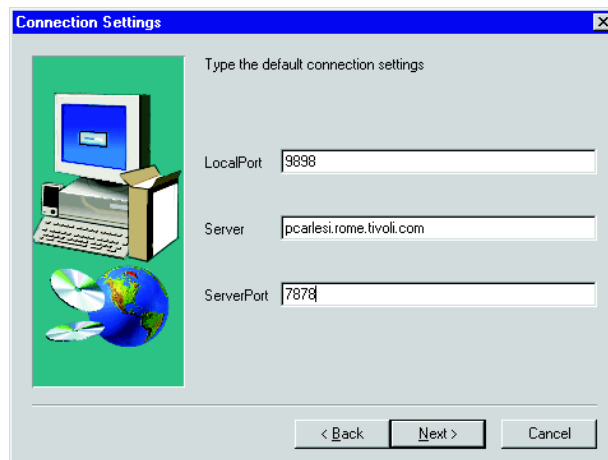 Connection Settings
Type the default connection settings
LocalPort 9898
Server pcarlesi.rome.tivoli.com
ServerPort 7878
< Back Next > Cancel